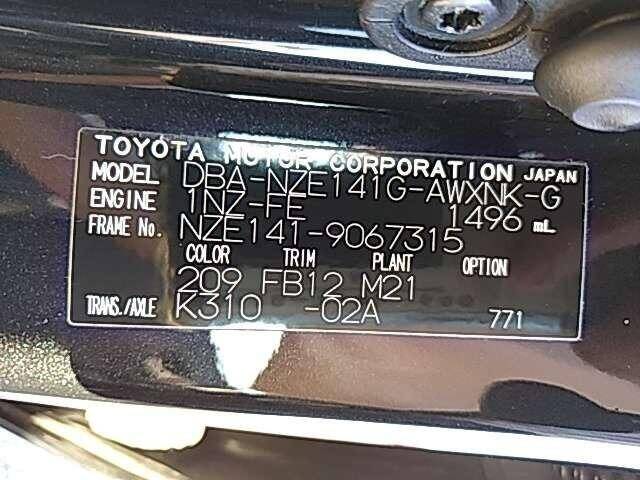 TOYOTA MOTOR CORPORATION JAPAN
MODEL DBA-NZE141G-AWXNK-G
ENGINE 1NZ-FE 1496 mL
FRAME No. NZE141-9067315
COLOR TRIM PLANT OPTION
209 FB12 M21
TRANS./AXLE K310 -02A 771